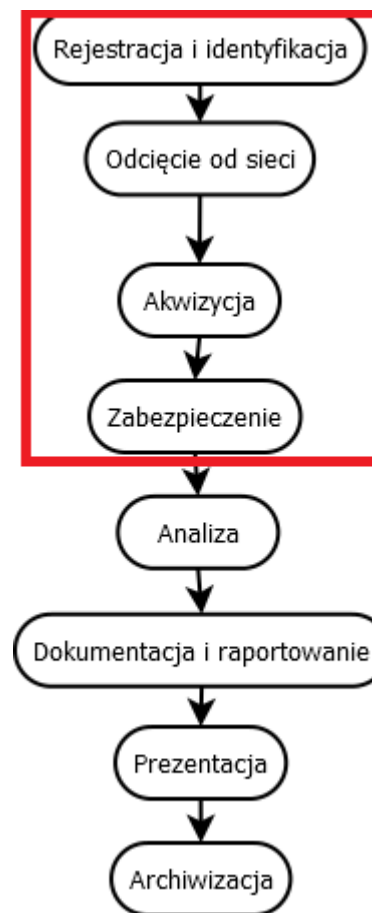 Rejestracja i identyfikacja
Odcięcie od sieci
Akwizycja
Zabezpieczenie
Analiza
Dokumentacja i raportowanie
Prezentacja
Archiwizacja